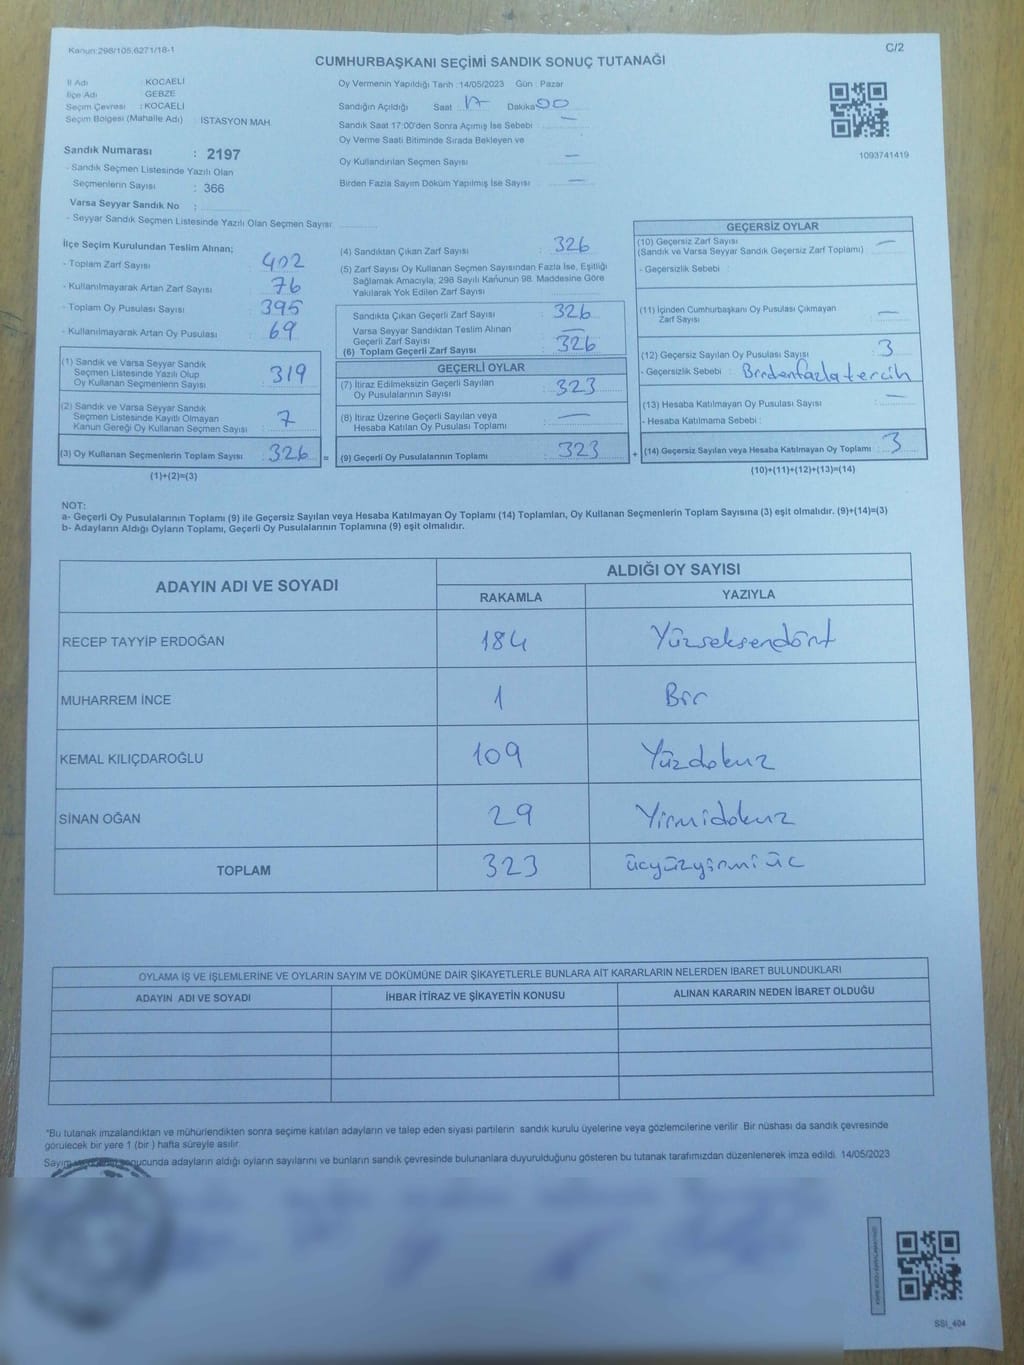 Kanun:298/105,6271/18-1
C/2
CUMHURBAŞKANI SEÇİMİ SANDIK SONUÇ TUTANAĞI
İl Adı : KOCAELİ
İlçe Adı : GEBZE
Seçim Çevresi : KOCAELİ
Seçim Bölgesi (Mahalle Adı) : İSTASYON MAH.
Sandık Numarası : 2197
- Sandık Seçmen Listesinde Yazılı Olan
Seçmenlerin Sayısı : 366
Varsa Seyyar Sandık No :
- Seyyar Sandık Seçmen Listesinde Yazılı Olan Seçmen Sayısı:
Oy Vermenin Yapıldığı Tarih : 14/05/2023 Gün : Pazar
Sandığın Açıldığı Saat : 17 Dakika 00
Sandık Saat 17:00'den Sonra Açımış İse Sebebi : —
Oy Verme Saati Bitiminde Sırada Bekleyen ve
Oy Kullandırılan Seçmen Sayısı : —
Birden Fazla Sayım Döküm Yapılmış İse Sayısı : —
1093741419
İlçe Seçim Kurulundan Teslim Alınan;
- Toplam Zarf Sayısı : 402
- Kullanılmayarak Artan Zarf Sayısı : 76
- Toplam Oy Pusulası Sayısı : 395
- Kullanılmayarak Artan Oy Pusulası : 69
(1) Sandık ve Varsa Seyyar Sandık
Seçmen Listesinde Yazılı Olup
Oy Kullanan Seçmenlerin Sayısı : 319
(2) Sandık ve Varsa Seyyar Sandık
Seçmen Listesinde Kayıtlı Olmayan
Kanun Gereği Oy Kullanan Seçmen Sayısı : 7
(3) Oy Kullanan Seçmenlerin Toplam Sayısı : 326 =
(1)+(2)=(3)
(4) Sandıktan Çıkan Zarf Sayısı : 326
(5) Zarf Sayısı Oy Kullanan Seçmen Sayısından Fazla İse, Eşitliği
Sağlamak Amacıyla, 298 Sayılı Kanunun 98. Maddesine Göre
Yakılarak Yok Edilen Zarf Sayısı :
Sandıkta Çıkan Geçerli Zarf Sayısı : 326
Varsa Seyyar Sandıktan Teslim Alınan
Geçerli Zarf Sayısı : —
(6) Toplam Geçerli Zarf Sayısı : 326
GEÇERLİ OYLAR
(7) İtiraz Edilmeksizin Geçerli Sayılan
Oy Pusulalarının Sayısı : 323
(8) İtiraz Üzerine Geçerli Sayılan veya
Hesaba Katılan Oy Pusulası Toplamı : —
(9) Geçerli Oy Pusulalarının Toplamı : 323 +
GEÇERSİZ OYLAR
(10) Geçersiz Zarf Sayısı : —
(Sandık ve Varsa Seyyar Sandık Geçersiz Zarf Toplamı)
- Geçersizlik Sebebi :
(11) İçinden Cumhurbaşkanı Oy Pusulası Çıkmayan
Zarf Sayısı : —
(12) Geçersiz Sayılan Oy Pusulası Sayısı : 3
- Geçersizlik Sebebi : Birden fazla tercih
(13) Hesaba Katılmayan Oy Pusulası Sayısı : —
- Hesaba Katılmama Sebebi :
(14) Geçersiz Sayılan veya Hesaba Katılmayan Oy Toplamı : 3
(10)+(11)+(12)+(13)=(14)
NOT:
a- Geçerli Oy Pusulalarının Toplamı (9) ile Geçersiz Sayılan veya Hesaba Katılmayan Oy Toplamı (14) Toplamları, Oy Kullanan Seçmenlerin Toplam Sayısına (3) eşit olmalıdır. (9)+(14)=(3)
b- Adayların Aldığı Oyların Toplamı, Geçerli Oy Pusulalarının Toplamına (9) eşit olmalıdır.
ADAYIN ADI VE SOYADI
ALDIĞI OY SAYISI
RAKAMLA YAZIYLA
RECEP TAYYİP ERDOĞAN 184 Yüzseksendört
MUHARREM İNCE 1 Bir
KEMAL KILIÇDAROĞLU 109 Yüzdokuz
SİNAN OĞAN 29 Yirmidokuz
TOPLAM 323 üçyüzyirmiüç
OYLAMA İŞ VE İŞLEMLERİNE VE OYLARIN SAYIM VE DÖKÜMÜNE DAİR ŞİKAYETLERLE BUNLARA AİT KARARLARIN NELERDEN İBARET BULUNDUKLARI
ADAYIN ADI VE SOYADI İHBAR İTİRAZ VE ŞİKAYETİN KONUSU ALINAN KARARIN NEDEN İBARET OLDUĞU
*Bu tutanak imzalandıktan ve mühürlendikten sonra seçime katılan adayların ve talep eden siyasi partilerin sandık kurulu üyelerine veya gözlemcilerine verilir. Bir nüshası da sandık çevresinde
görülecek bir yere 1 (bir ) hafta süreyle asılır.
Sayım sonucunda adayların aldığı oyların sayılarını ve bunların sandık çevresinde bulunanlara duyurulduğunu gösteren bu tutanak tarafımızdan düzenlenerek imza edildi. 14/05/2023
SSI_404